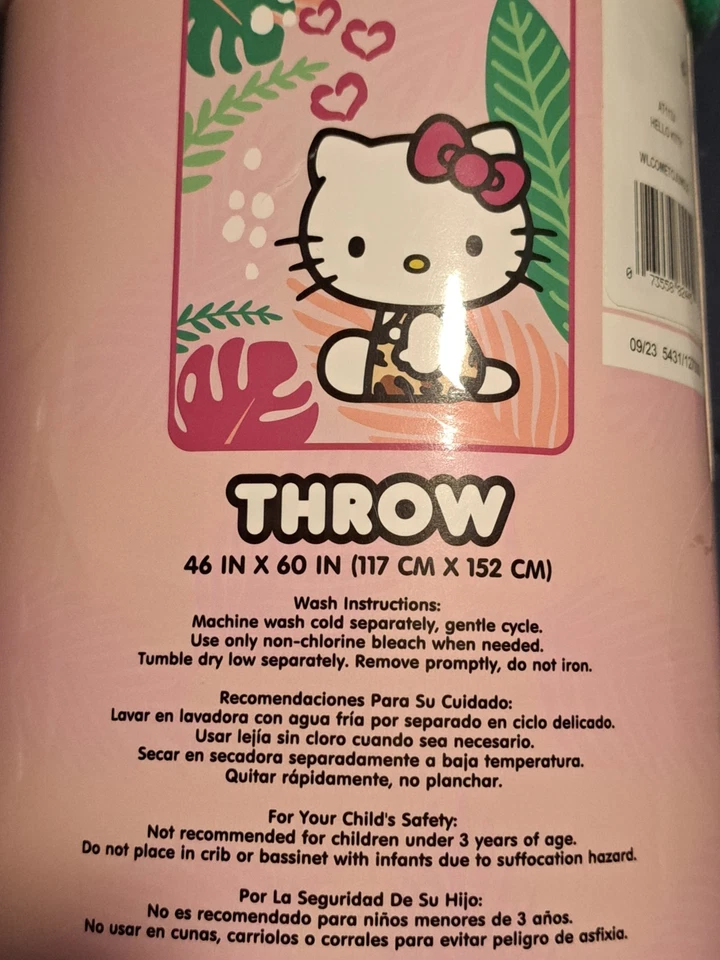 HELLO KITTY
09/23
THROW
46 IN X 60 IN (117 CM X 152 CM)
Wash Instructions:
Machine wash cold separately, gentle cycle.
Use only non-chlorine bleach when needed.
Tumble dry low separately. Remove promptly, do not iron.
Recomendaciones Para Su Cuidado:
Lavar en lavadora con agua fría por separado en ciclo delicado.
Usar lejía sin cloro cuando sea necesario.
Secar en secadora separadamente a baja temperatura.
Quitar rápidamente, no planchar.
For Your Child's Safety:
Not recommended for children under 3 years of age.
Do not place in crib or bassinet with infants due to suffocation hazard.
Por La Seguridad De Su Hijo:
No es recomendado para niños menores de 3 años.
No usar en cunas, carriolos o corrales para evitar peligro de asfixia.